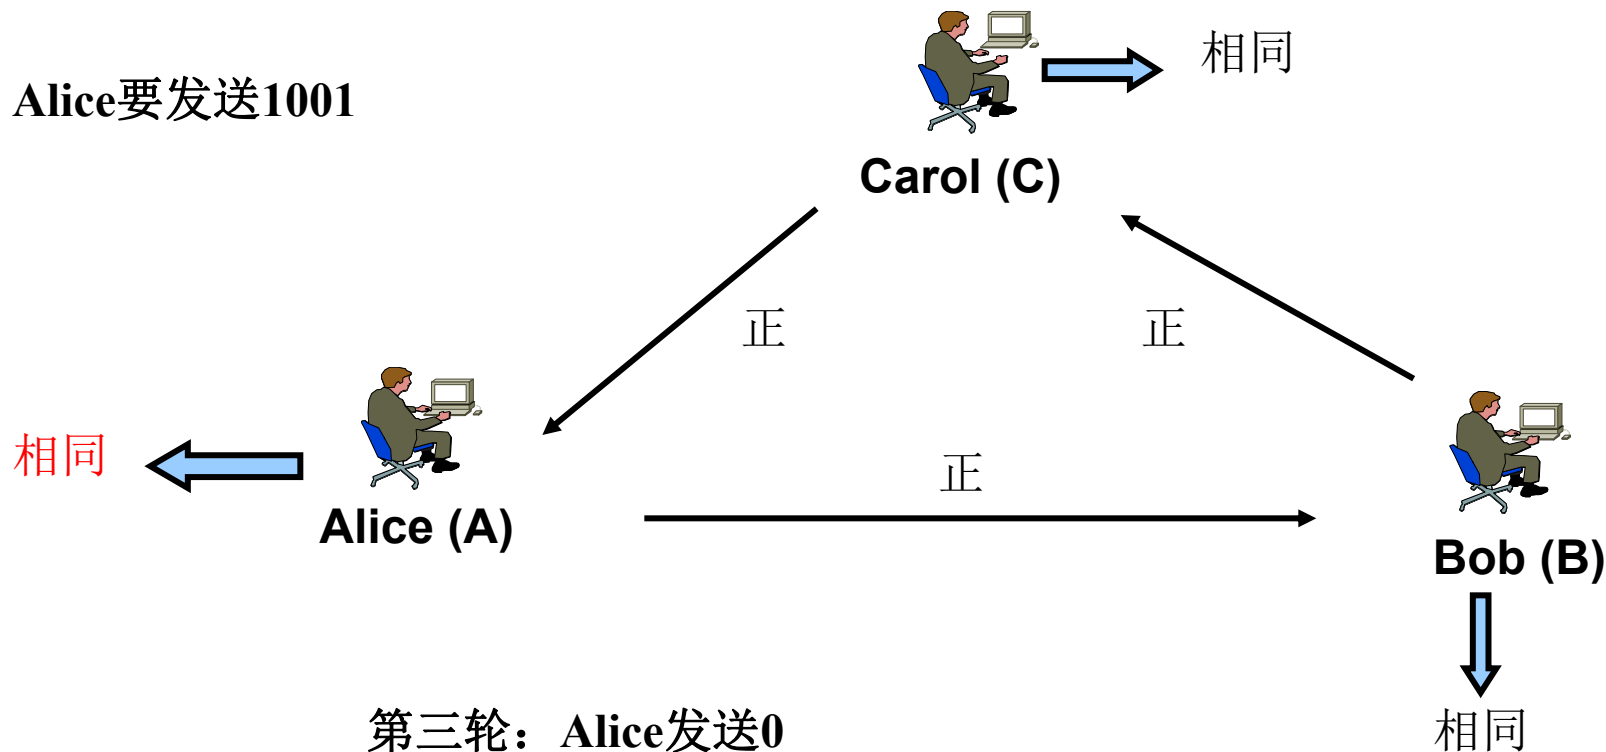 相同
Alice要发送1001
Carol (C)
正
正
相同
正
Alice (A)
Bob (B)
第三轮：Alice发送0
相同